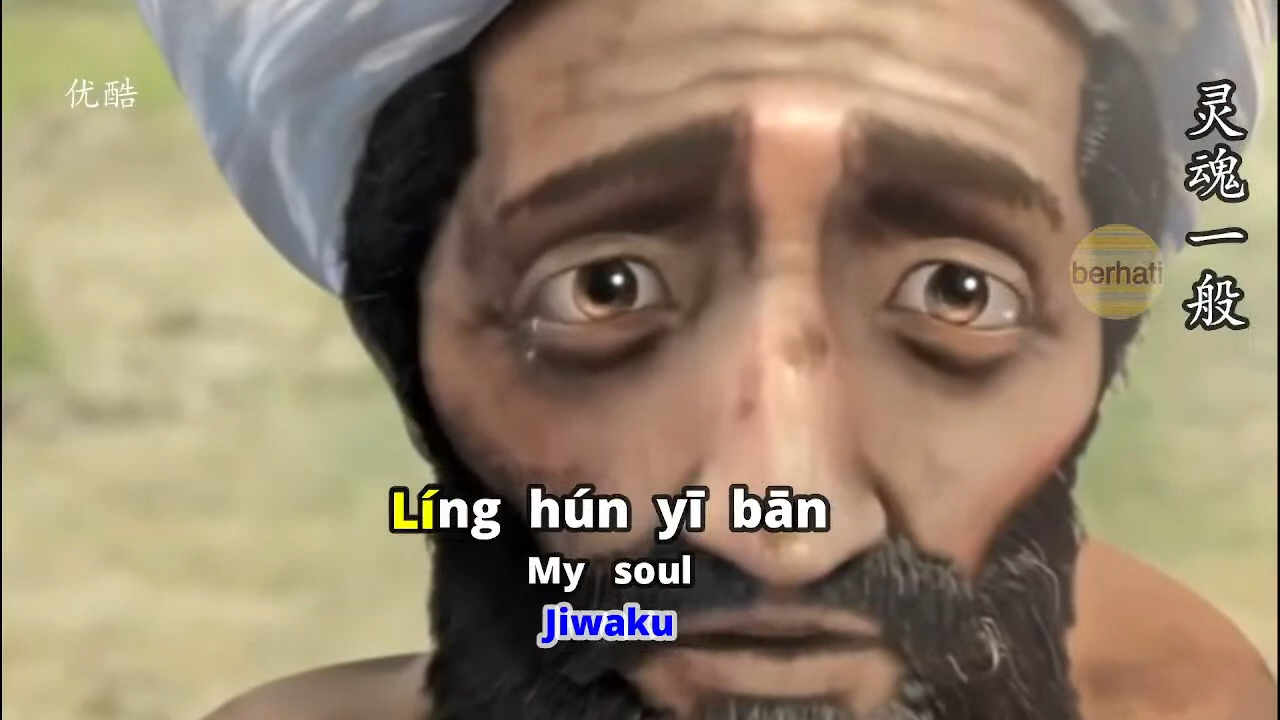 优酷
灵魂一般
berhati
Líng hún yī bān
My soul
Jiwaku